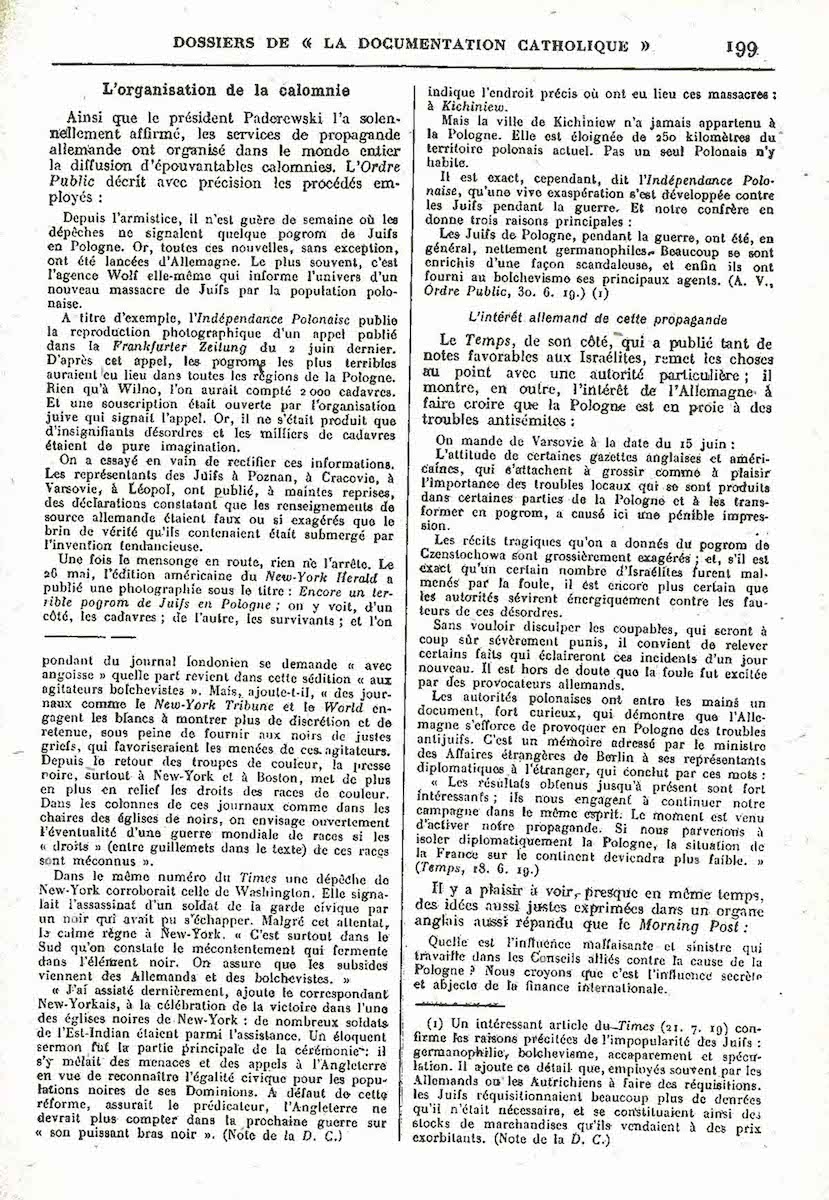 DOSSIERS DE « LA DOCUMENTATION CATHOLIQUE » 199
L'organisation de la calomnie
Ainsi que le président Paderewski l'a solen-
nellement affirmé, les services de propagande
allemande ont organisé dans le monde entier
la diffusion d'épouvantables calomnies. L'Ordre
Public décrit avec précision les procédés em-
ployés :
Depuis l'armistice, il n'est guère de semaine où les
dépêches ne signalent quelque pogrom de Juifs
en Pologne. Or, toutes ces nouvelles, sans exception,
ont été lancées d'Allemagne. Le plus souvent, c'est
l'agence Wolf elle-même qui informe l'univers d'un
nouveau massacre de Juifs par la population polo-
naise.
A titre d'exemple, l'Indépendance Polonaise publie
la reproduction photographique d'un appel publié
dans la Frankfurter Zeitung du 2 juin dernier.
D'après cet appel, les pogroms les plus terribles
auraient eu lieu dans toutes les régions de la Pologne.
Rien qu'à Wilno, l'on aurait compté 2 000 cadavres.
Et une souscription était ouverte par l'organisation
juive qui signait l'appel. Or, il ne s'était produit que
d'insignifiants désordres et les milliers de cadavres
étaient de pure imagination.
On a essayé en vain de rectifier ces informations.
Les représentants des Juifs à Poznan, à Cracovie, à
Varsovie, à Léopol, ont publié, à maintes reprises,
des déclarations constatant que les renseignements de
source allemande étaient faux ou si exagérés que le
brin de vérité qu'ils contenaient était submergé par
l'invention tendancieuse.
Une fois le mensonge en route, rien ne l'arrête. Le
26 mai, l'édition américaine du New-York Herald a
publié une photographie sous le titre : Encore un ter-
rible pogrom de Juifs en Pologne ; on y voit, d'un
côté, les cadavres ; de l'autre, les survivants ; et l'on
pondant du journal londonien se demande « avec
angoisse » quelle part revient dans cette sédition « aux
agitateurs bolchevistes ». Mais, ajoute-t-il, « des jour-
naux comme le New-York Tribune et le World en-
gagent les blancs à montrer plus de discrétion et de
retenue, sous peine de fournir aux noirs de justes
griefs, qui favoriseraient les menées de ces agitateurs.
Depuis le retour des troupes de couleur, la presse
noire, surtout à New-York et à Boston, met de plus
en plus en relief les droits des races de couleur.
Dans les colonnes de ces journaux comme dans les
chaires des églises de noirs, on envisage ouvertement
l'éventualité d'une guerre mondiale de races si les
« droits » (entre guillemets dans le texte) de ces races
sont méconnus ».
Dans le même numéro du Times une dépêche de
New-York corroborait celle de Washington. Elle signa-
lait l'assassinat d'un soldat de la garde civique par
un noir qui avait pu s'échapper. Malgré cet attentat,
le calme règne à New-York. « C'est surtout dans le
Sud qu'on constate le mécontentement qui fermente
dans l'élément noir. On assure que les subsides
viennent des Allemands et des bolchevistes. »
« J'ai assisté dernièrement, ajoute le correspondant
New-Yorkais, à la célébration de la victoire dans l'une
des églises noires de New-York : de nombreux soldats
de l'Est-Indian étaient parmi l'assistance. Un éloquent
sermon fut la partie principale de la cérémonie : il
s'y mêlait des menaces et des appels à l'Angleterre
en vue de reconnaître l'égalité civique pour les popu-
lations noires de ses Dominions. A défaut de cette
réforme, assurait le prédicateur, l'Angleterre ne
devrait plus compter dans la prochaine guerre sur
« son puissant bras noir ». (Note de la D. C.)
indique l'endroit précis où ont eu lieu ces massacres :
à Kichiniew.
Mais la ville de Kichiniew n'a jamais appartenu à
la Pologne. Elle est éloignée de 250 kilomètres du
territoire polonais actuel. Pas un seul Polonais n'y
habite.
Il est exact, cependant, dit l'Indépendance Polo-
naise, qu'une vive exaspération s'est développée contre
les Juifs pendant la guerre. Et notre confrère en
donne trois raisons principales :
Les Juifs de Pologne, pendant la guerre, ont été, en
général, nettement germanophiles. Beaucoup se sont
enrichis d'une façon scandaleuse, et enfin ils ont
fourni au bolchevisme ses principaux agents. (A. V.,
Ordre Public, 30. 6. 19.) (1)
L'intérêt allemand de cette propagande
Le Temps, de son côté, qui a publié tant de
notes favorables aux Israélites, remet les choses
au point avec une autorité particulière ; il
montre, en outre, l'intérêt de l'Allemagne à
faire croire que la Pologne est en proie à des
troubles antisémites :
On mande de Varsovie à la date du 15 juin :
L'attitude de certaines gazettes anglaises et améri-
caines, qui s'attachent à grossir comme à plaisir
l'importance des troubles locaux qui se sont produits
dans certaines parties de la Pologne et à les trans-
former en pogrom, a causé ici une pénible impres-
sion.
Les récits tragiques qu'on a donnés du pogrom de
Czenstochowa sont grossièrement exagérés ; et, s'il est
exact qu'un certain nombre d'Israélites furent mal-
menés par la foule, il est encore plus certain que
les autorités sévirent énergiquement contre les fau-
teurs de ces désordres.
Sans vouloir disculper les coupables, qui seront à
coup sûr sévèrement punis, il convient de relever
certains faits qui éclaireront ces incidents d'un jour
nouveau. Il est hors de doute que la foule fut excitée
par des provocateurs allemands.
Les autorités polonaises ont entre les mains un
document, fort curieux, qui démontre que l'Alle-
magne s'efforce de provoquer en Pologne des troubles
antijuifs. C'est un mémoire adressé par le ministre
des Affaires étrangères de Berlin à ses représentants
diplomatiques à l'étranger, qui conclut par ces mots :
« Les résultats obtenus jusqu'à présent sont fort
intéressants ; ils nous engagent à continuer notre
campagne dans le même esprit. Le moment est venu
d'activer notre propagande. Si nous parvenons à
isoler diplomatiquement la Pologne, la situation de
la France sur le continent deviendra plus faible. »
(Temps, 18. 6. 19.)
Il y a plaisir à voir, presque en même temps,
des idées aussi justes exprimées dans un organe
anglais aussi répandu que le Morning Post :
Quelle est l'influence malfaisante et sinistre qui
travaille dans les Conseils alliés contre la cause de la
Pologne ? Nous croyons que c'est l'influence secrète
et abjecte de la finance internationale.
(1) Un intéressant article du Times (21. 7. 19) con-
firme les raisons précitées de l'impopularité des Juifs :
germanophilie, bolchevisme, accaparement et spécu-
lation. Il ajoute ce détail que, employés souvent par les
Allemands ou les Autrichiens à faire des réquisitions.
les Juifs réquisitionnaient beaucoup plus de denrées
qu'il n'était nécessaire, et se constituaient ainsi des
stocks de marchandises qu'ils vendaient à des prix
exorbitants. (Note de la D. C.)